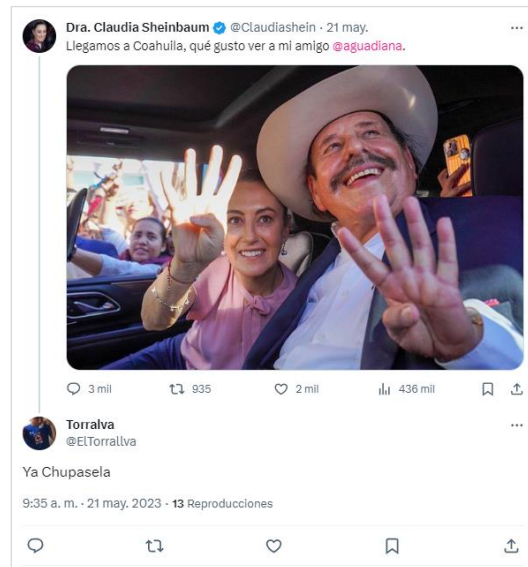 Dra. Claudia Sheinbaum @Claudiashein · 21 may.
Llegamos a Coahuila, qué gusto ver a mi amigo @aguadiana.
3 mil 935 2 mil 436 mil
Torralva
@ElTorrallva
Ya Chupasela
9:35 a. m. · 21 may. 2023 · 13 Reproducciones